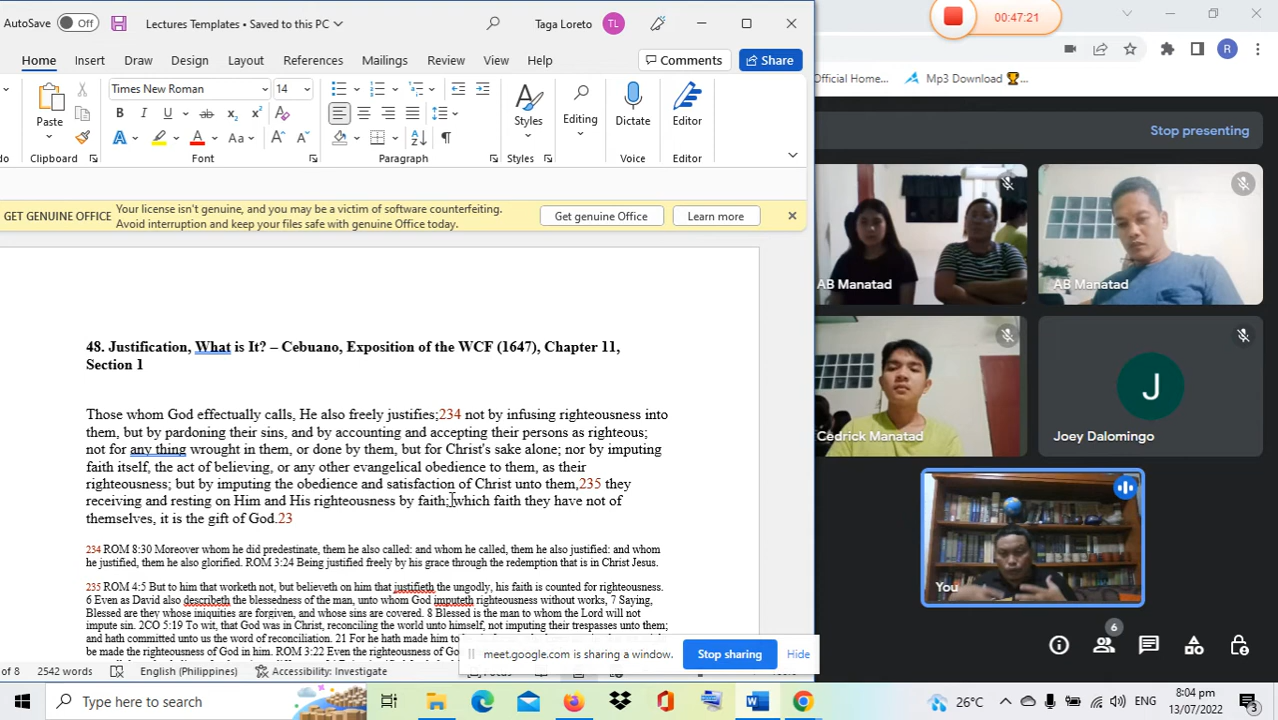 AutoSave Off Lectures Templates • Saved to this PC Taga Loreto TL
00:47:21
Home Insert Draw Design Layout References Mailings Review View Help Comments Share
R
fficial Home... Mp3 Download
Times New Roman 14
Paste Styles Editing Dictate Editor
Clipboard Font Paragraph Styles Voice Editor
Stop presenting
GET GENUINE OFFICE Your license isn't genuine, and you may be a victim of software counterfeiting.
Avoid interruption and keep your files safe with genuine Office today.
Get genuine Office Learn more
AB Manatad AB Manatad
48. Justification, What is It? – Cebuano, Exposition of the WCF (1647), Chapter 11,
Section 1
Those whom God effectually calls, He also freely justifies;234 not by infusing righteousness into
them, but by pardoning their sins, and by accounting and accepting their persons as righteous;
not for any thing wrought in them, or done by them, but for Christ's sake alone; nor by imputing
faith itself, the act of believing, or any other evangelical obedience to them, as their
righteousness; but by imputing the obedience and satisfaction of Christ unto them,235 they
receiving and resting on Him and His righteousness by faith; which faith they have not of
themselves, it is the gift of God.23
Cedrick Manatad J Joey Dalomingo
234 ROM 8:30 Moreover whom he did predestinate, them he also called: and whom he called, them he also justified: and whom
he justified, them he also glorified. ROM 3:24 Being justified freely by his grace through the redemption that is in Christ Jesus.
235 ROM 4:5 But to him that worketh not, but believeth on him that justifieth the ungodly, his faith is counted for righteousness.
6 Even as David also describeth the blessedness of the man, unto whom God imputeth righteousness without works, 7 Saying,
Blessed are they whose iniquities are forgiven, and whose sins are covered. 8 Blessed is the man to whom the Lord will not
impute sin. 2CO 5:19 To wit, that God was in Christ, reconciling the world unto himself, not imputing their trespasses unto them;
and hath committed unto us the word of reconciliation. 21 For he hath made him to
be made the righteousness of God in him. ROM 3:22 Even the righteousness of Go
You
6
meet.google.com is sharing a window. Stop sharing Hide
of 8 2542 words English (Philippines) Accessibility: Investigate Focus
Type here to search
26°C 8:04 pm
13/07/2022
3